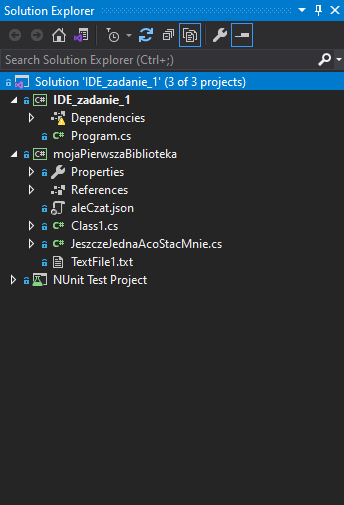 Solution Explorer
Search Solution Explorer (Ctrl+;)
Solution 'IDE_zadanie_1' (3 of 3 projects)
C# IDE_zadanie_1
Dependencies
C# Program.cs
C# mojaPierwszaBiblioteka
Properties
References
aleCzat.json
C# Class1.cs
C# JeszczeJednaAcoStacMnie.cs
TextFile1.txt
NUnit Test Project